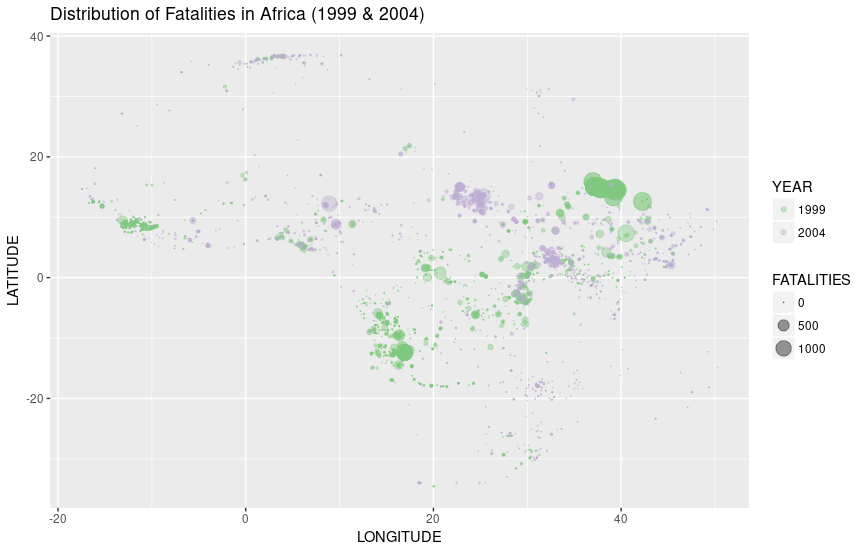 Distribution of Fatalities in Africa (1999 & 2004)
40
20
0
-20
-20
0
20
40
LATITUDE
LONGITUDE
YEAR
1999
2004
FATALITIES
0
500
1000